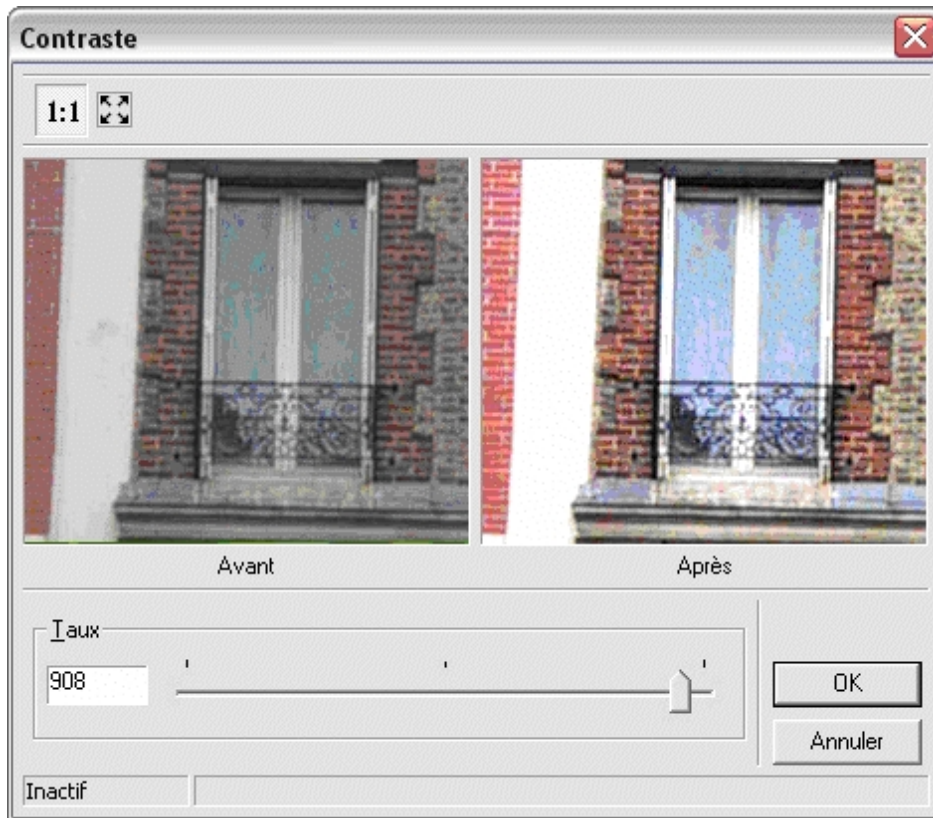 Contraste
1:1
Avant
Après
Taux
908
OK
Annuler
Inactif